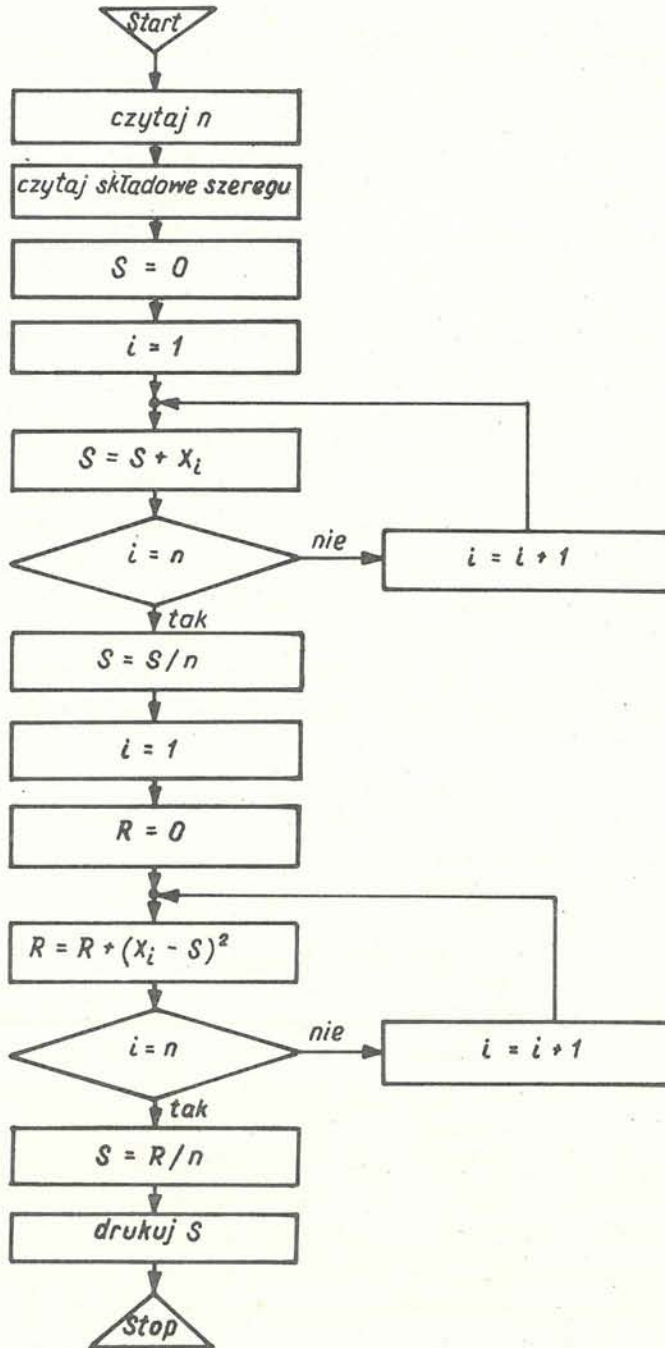 Start
czytaj n
czytaj składowe szeregu
S = 0
i = 1
S = S + X_i
i = n
nie
i = i + 1
tak
S = S/n
i = 1
R = 0
R = R + (X_i - S)²
i = n
nie
i = i + 1
tak
S = R/n
drukuj S
Stop